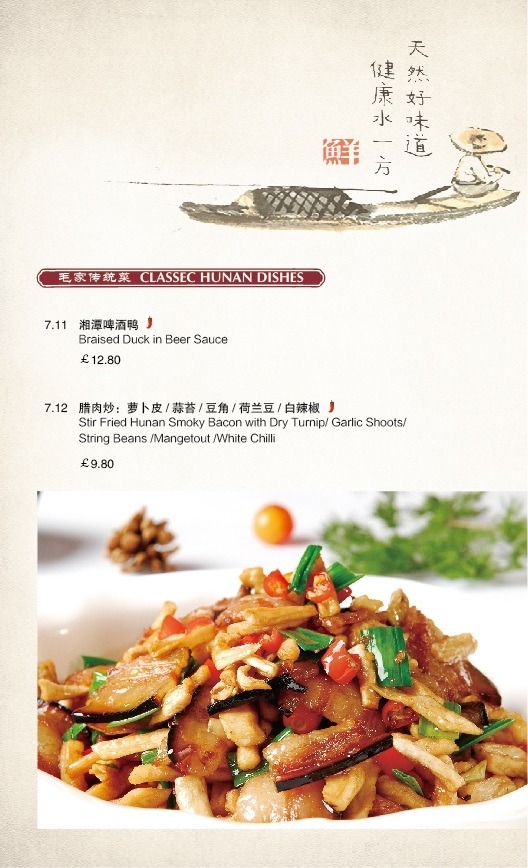 天然好味道
健康水一方
鮮
毛家传统菜 CLASSEC HUNAN DISHES
7.11 湘潭啤酒鸭
Braised Duck in Beer Sauce
£12.80
7.12 腊肉炒：萝卜皮 / 蒜苔 / 豆角 / 荷兰豆 / 白辣椒
Stir Fried Hunan Smoky Bacon with Dry Turnip/ Garlic Shoots/
String Beans /Mangetout /White Chilli
£9.80